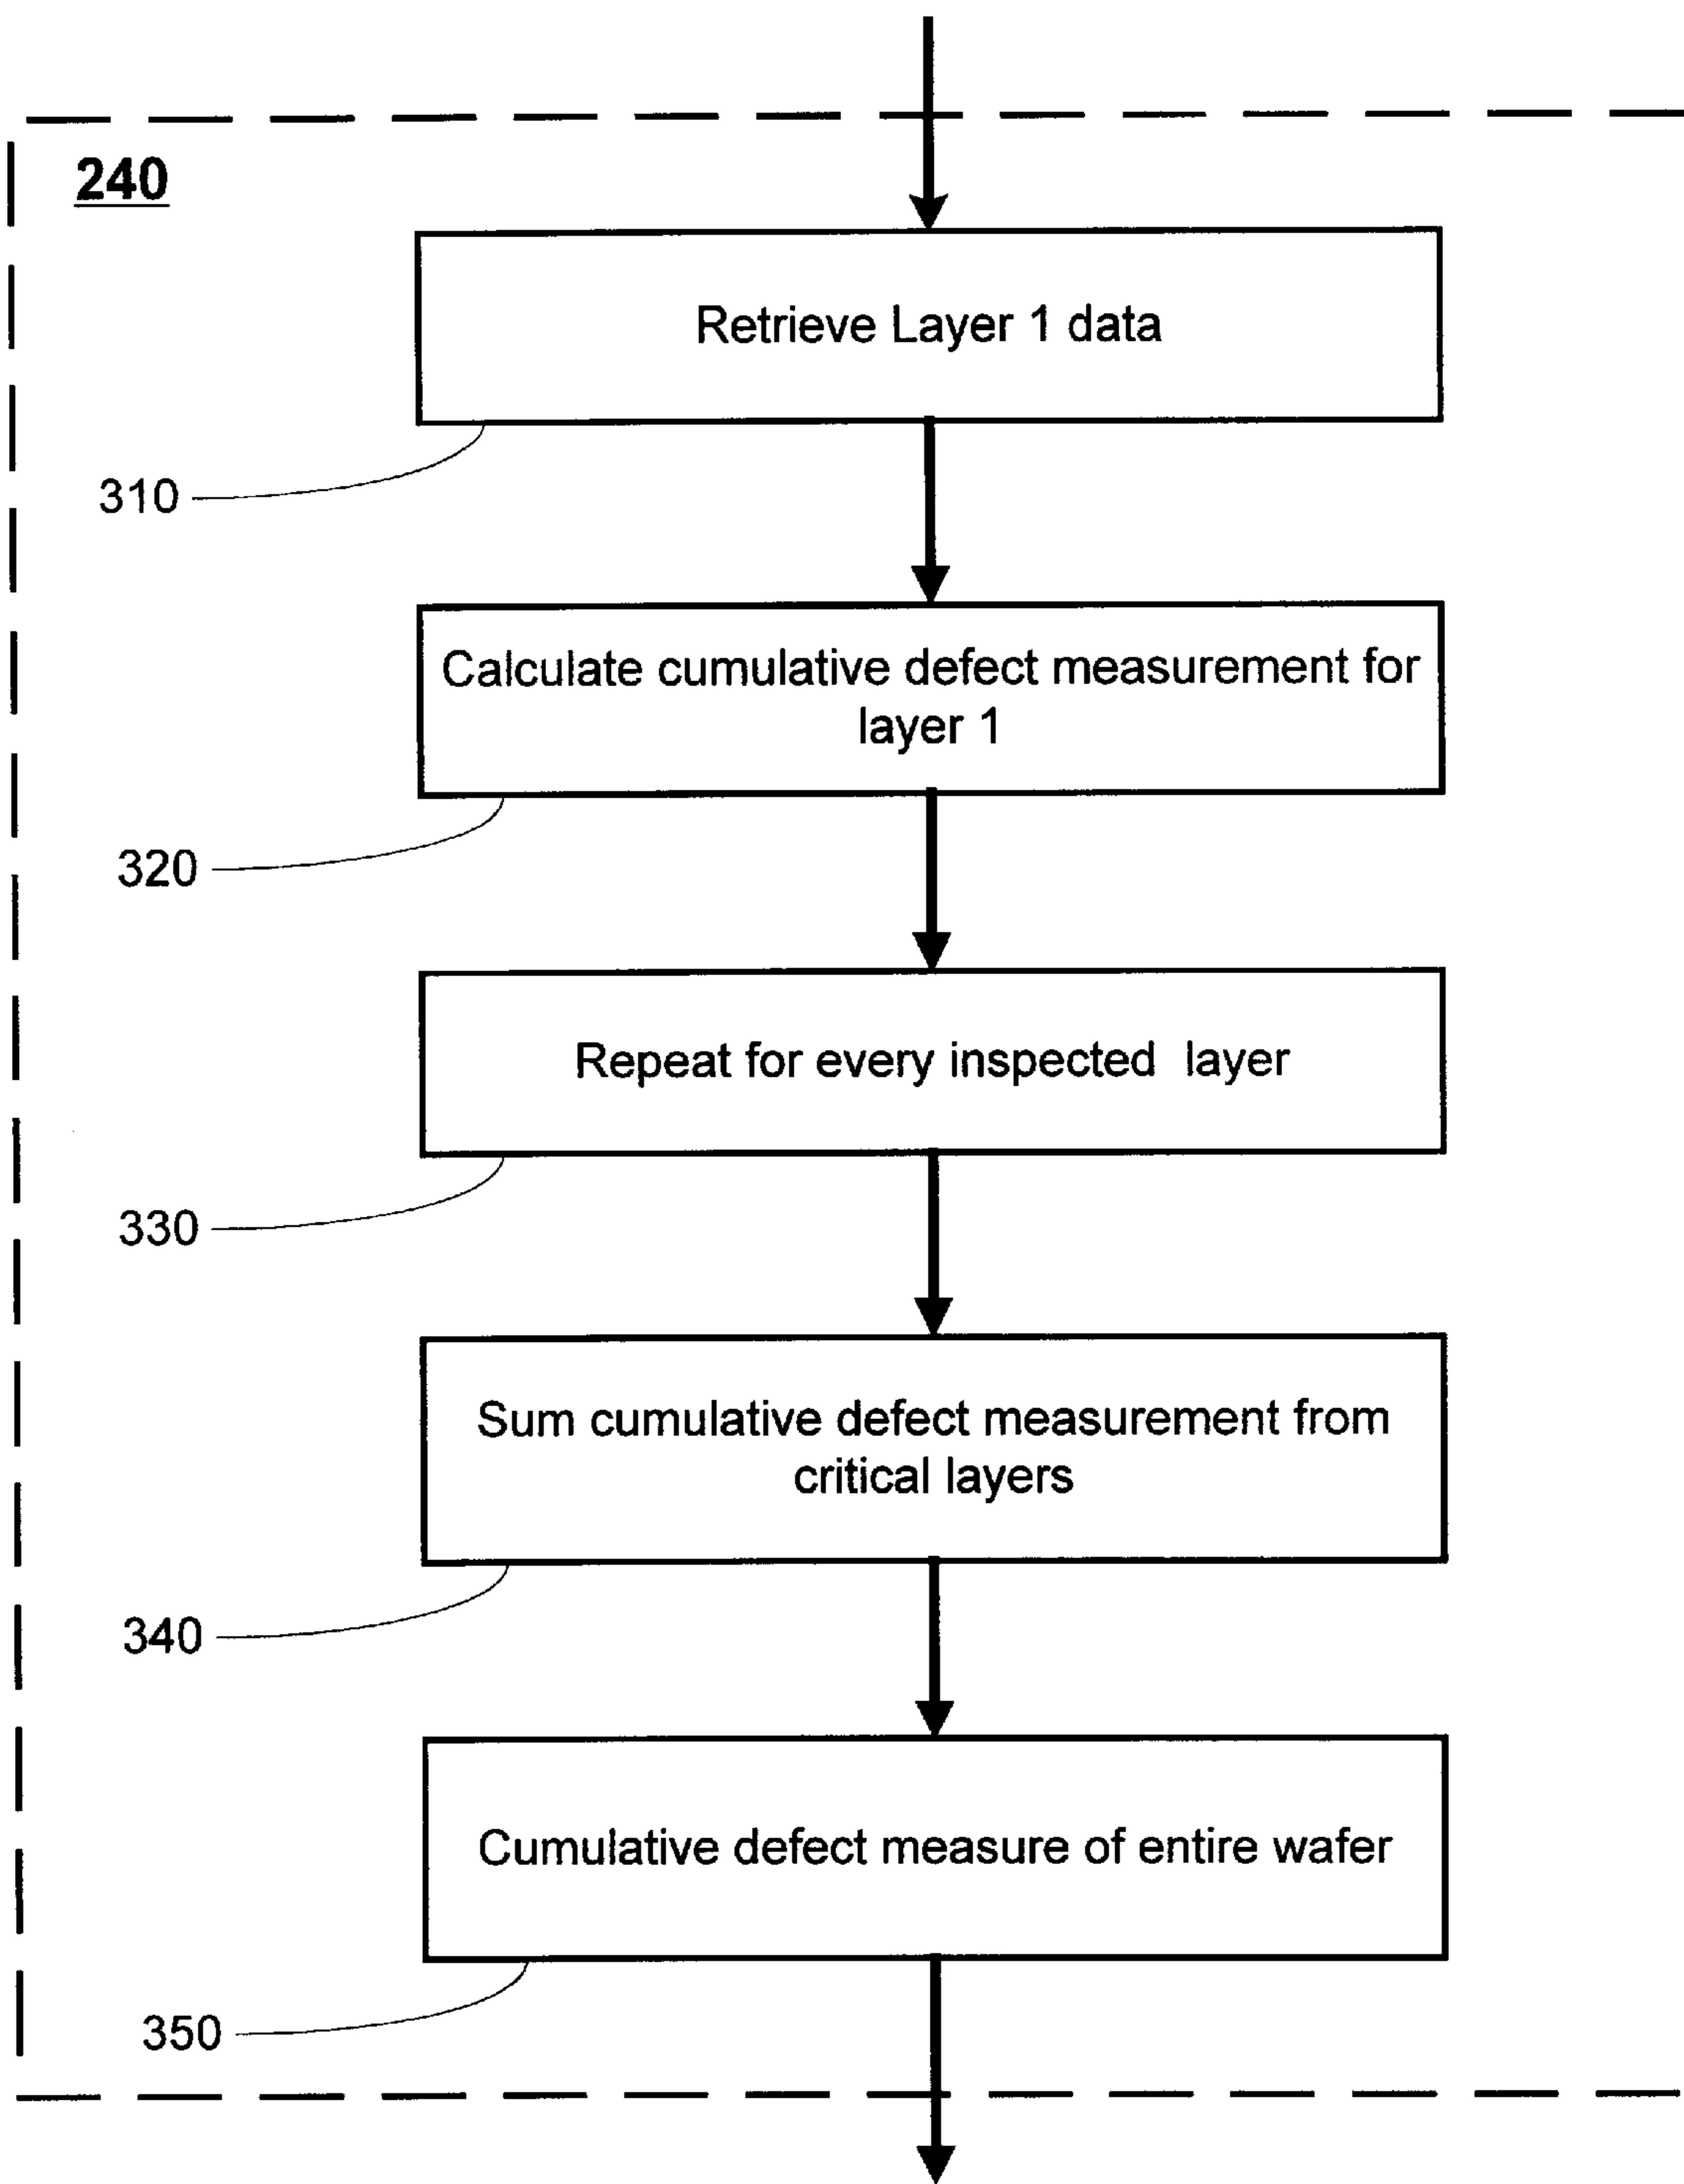 240
Retrieve Layer 1 data
310
Calculate cumulative defect measurement for
layer 1
320
Repeat for every inspected layer
330
Sum cumulative defect measurement from
critical layers
340
Cumulative defect measure of entire wafer
350